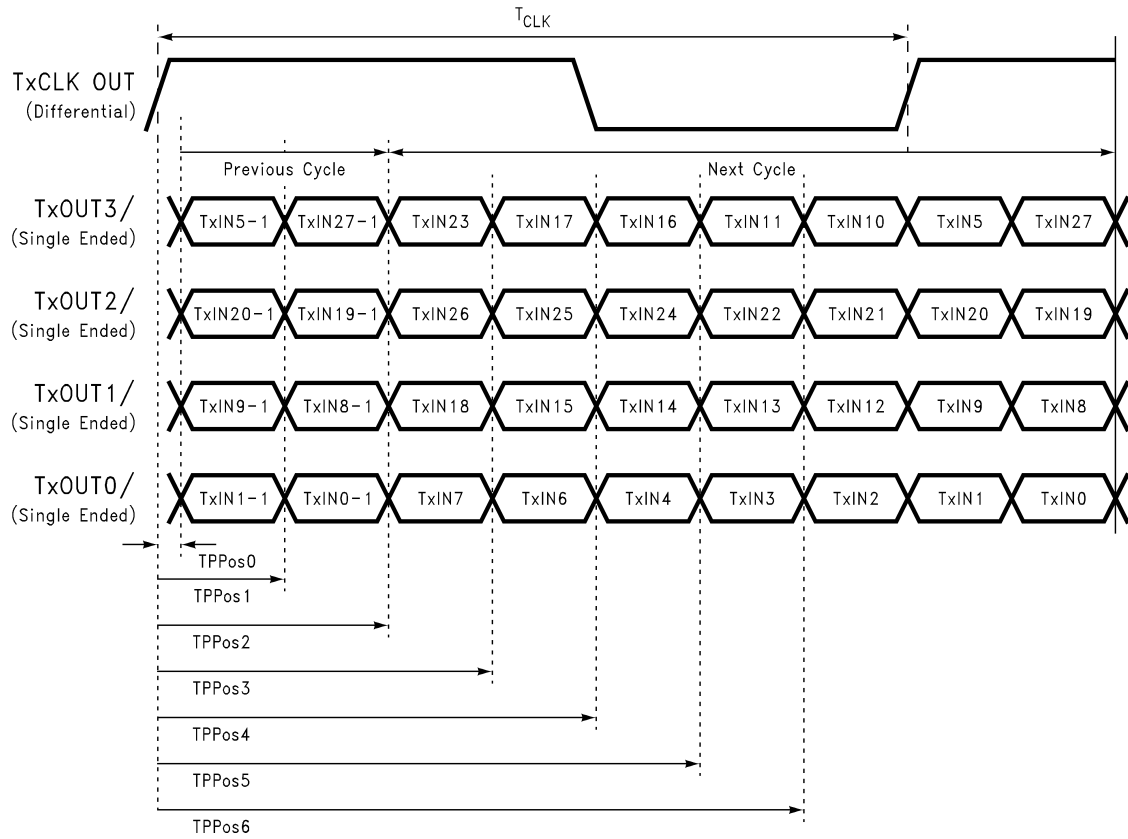 TCLK
TxCLK OUT
(Differential)
Previous Cycle
Next Cycle
TxOUT3/
(Single Ended)
TxIN5-1 TxIN27-1 TxIN23 TxIN17 TxIN16 TxIN11 TxIN10 TxIN5 TxIN27
TxOUT2/
(Single Ended)
TxIN20-1 TxIN19-1 TxIN26 TxIN25 TxIN24 TxIN22 TxIN21 TxIN20 TxIN19
TxOUT1/
(Single Ended)
TxIN9-1 TxIN8-1 TxIN18 TxIN15 TxIN14 TxIN13 TxIN12 TxIN9 TxIN8
TxOUT0/
(Single Ended)
TxIN1-1 TxIN0-1 TxIN7 TxIN6 TxIN4 TxIN3 TxIN2 TxIN1 TxIN0
TPPos0
TPPos1
TPPos2
TPPos3
TPPos4
TPPos5
TPPos6